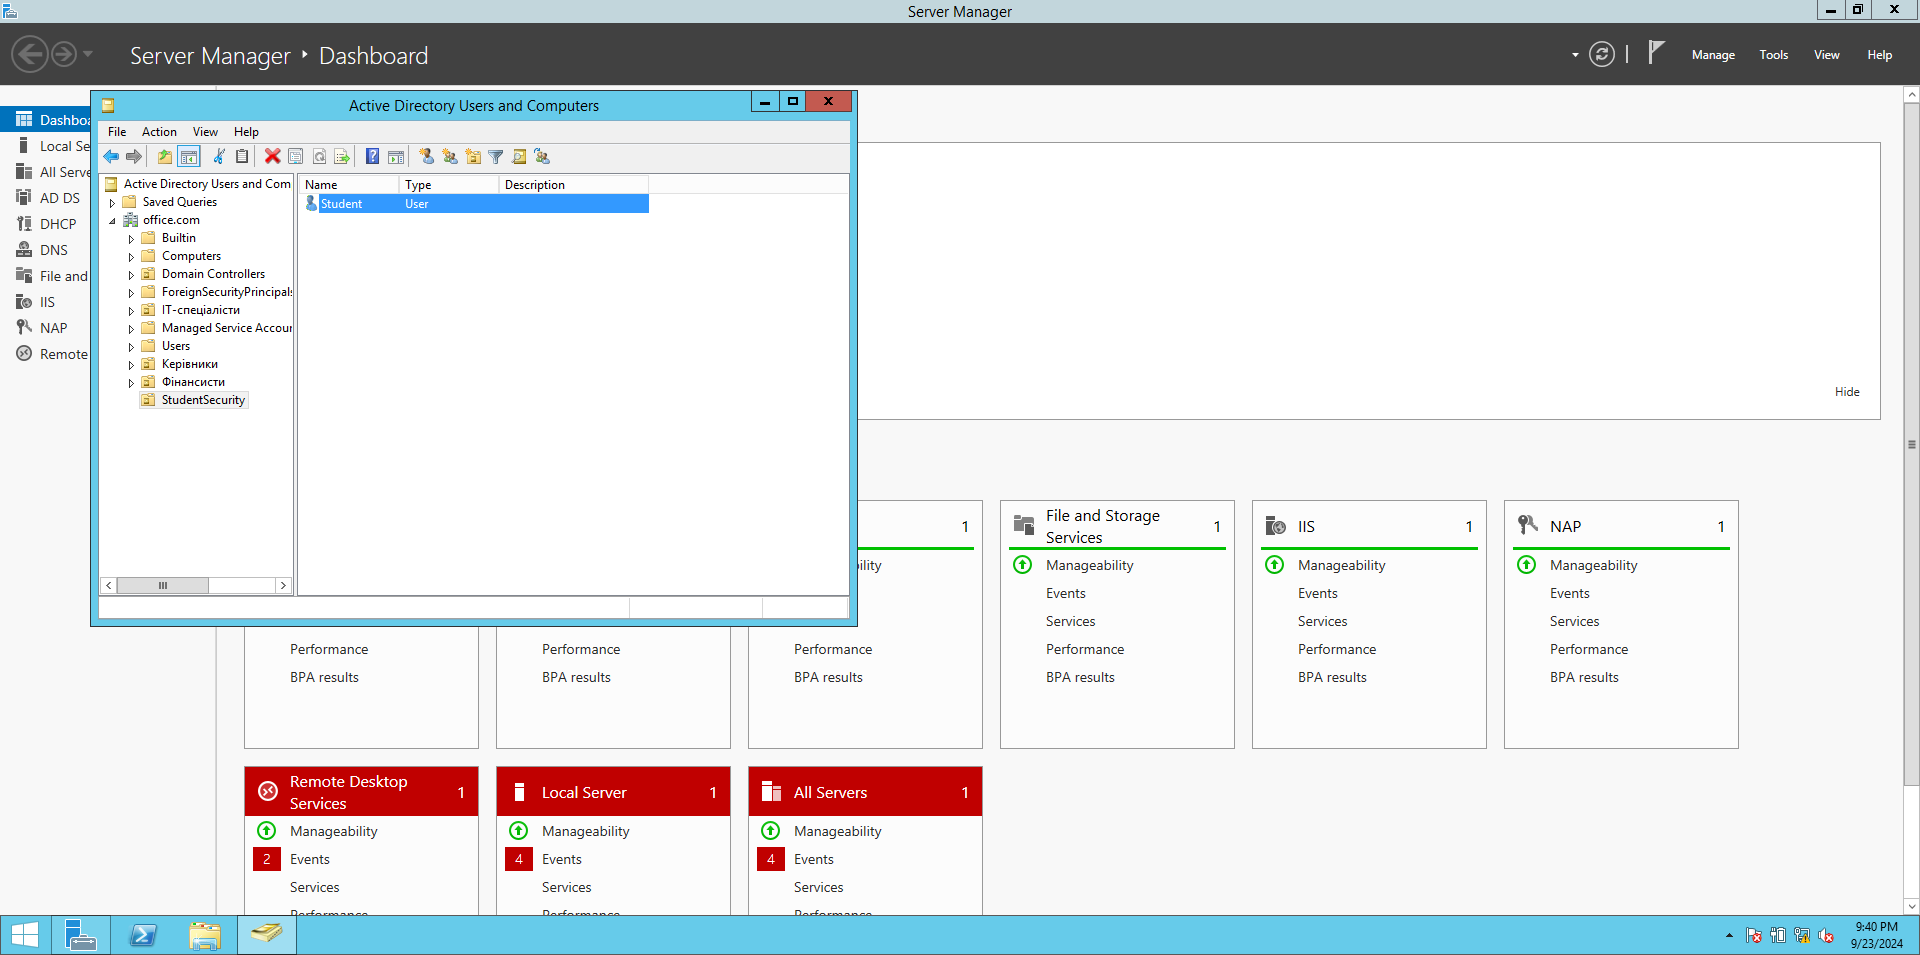 Server Manager
Server Manager ‣ Dashboard
Manage Tools View Help
Dashboa
Local Se
All Serve
AD DS
DHCP
DNS
File and
IIS
NAP
Remote
Active Directory Users and Computers
File Action View Help
Active Directory Users and Com
Saved Queries
office.com
Builtin
Computers
Domain Controllers
ForeignSecurityPrincipals
IT-спеціалісти
Managed Service Accour
Users
Керівники
Фінансисти
StudentSecurity
Name Type Description
Student User
Hide
1
ility
Performance
BPA results
Performance
BPA results
Performance
BPA results
File and Storage
Services 1
Manageability
Events
Services
Performance
BPA results
IIS 1
Manageability
Events
Services
Performance
BPA results
NAP 1
Manageability
Events
Services
Performance
BPA results
Remote Desktop
Services 1
Manageability
2 Events
Services
Performance
Local Server 1
Manageability
4 Events
Services
Performance
All Servers 1
Manageability
4 Events
Services
Performance
9:40 PM
9/23/2024